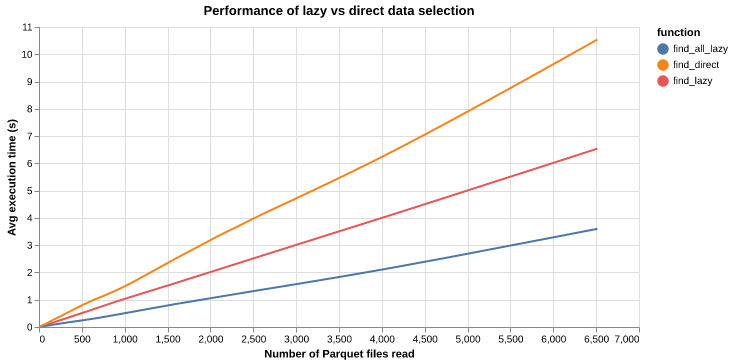 Performance of lazy vs direct data selection
function
find_all_lazy
find_direct
find_lazy
Avg execution time (s)
11
10
9
8
7
6
5
4
3
2
1
0
0 500 1,000 1,500 2,000 2,500 3,000 3,500 4,000 4,500 5,000 5,500 6,000 6,500 7,000
Number of Parquet files read